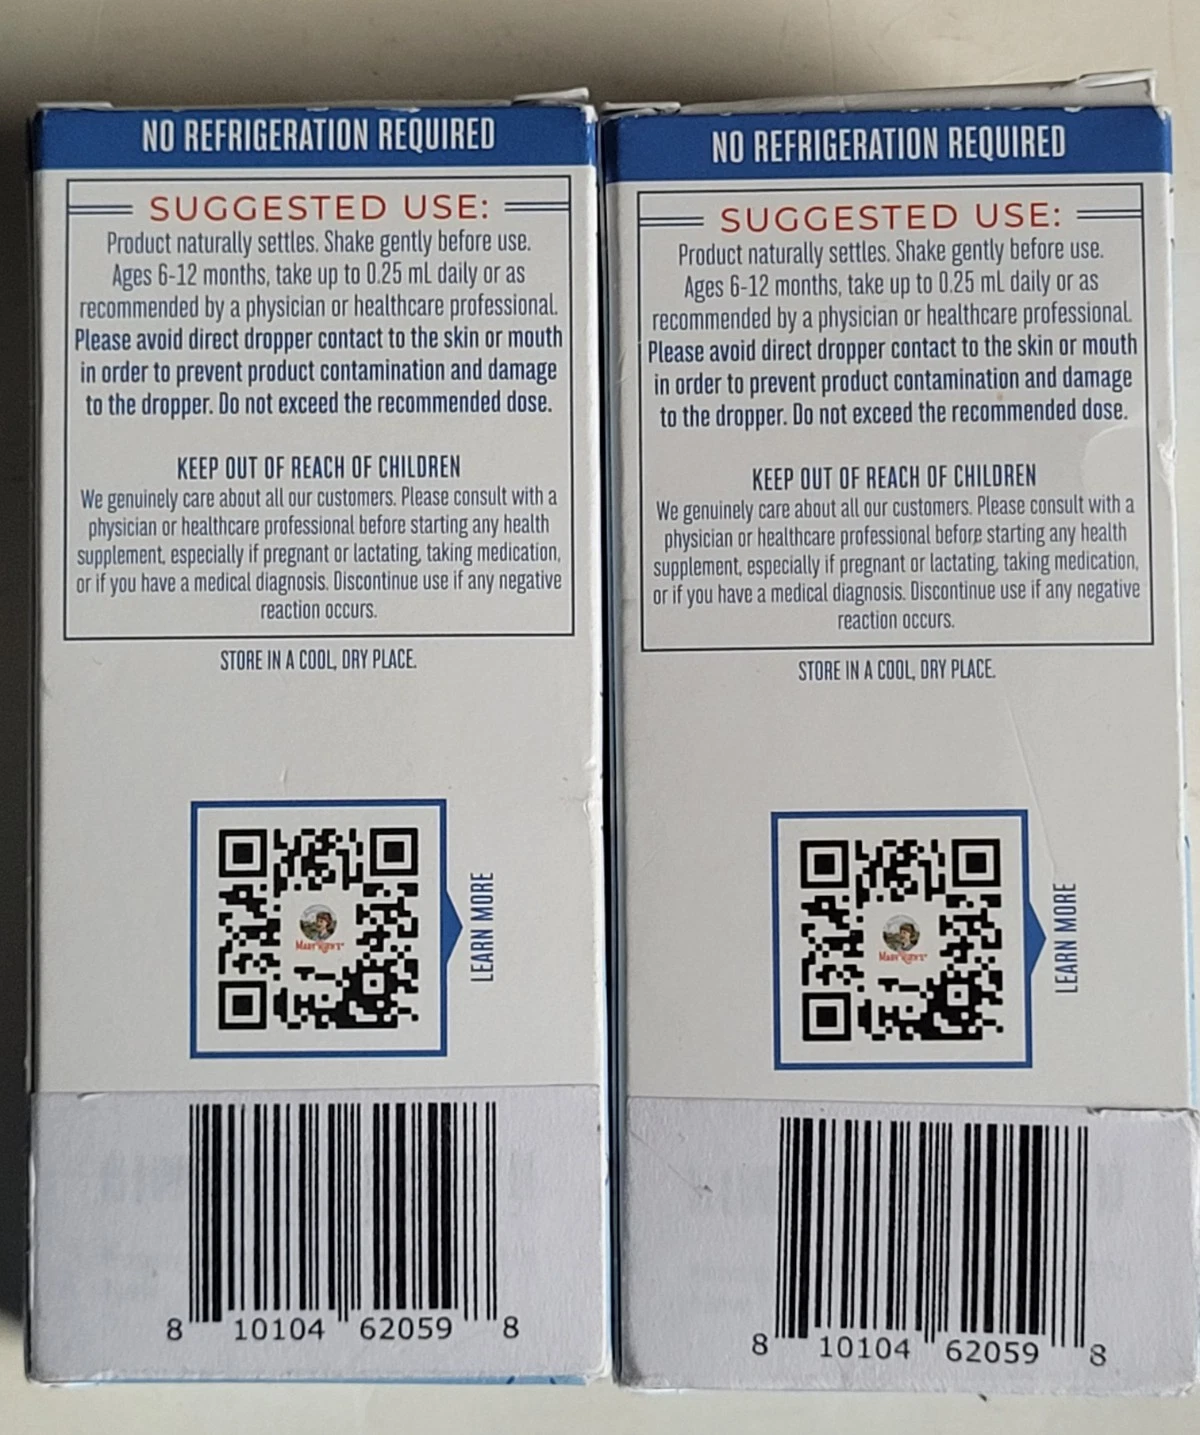 NO REFRIGERATION REQUIRED
SUGGESTED USE:
Product naturally settles. Shake gently before use.
Ages 6-12 months, take up to 0.25 mL daily or as
recommended by a physician or healthcare professional.
Please avoid direct dropper contact to the skin or mouth
in order to prevent product contamination and damage
to the dropper. Do not exceed the recommended dose.
KEEP OUT OF REACH OF CHILDREN
We genuinely care about all our customers. Please consult with a
physician or healthcare professional before starting any health
supplement, especially if pregnant or lactating, taking medication,
or if you have a medical diagnosis. Discontinue use if any negative
reaction occurs.
STORE IN A COOL, DRY PLACE.
LEARN MORE
8 10104 62059 8
NO REFRIGERATION REQUIRED
SUGGESTED USE:
Product naturally settles. Shake gently before use.
Ages 6-12 months, take up to 0.25 mL daily or as
recommended by a physician or healthcare professional.
Please avoid direct dropper contact to the skin or mouth
in order to prevent product contamination and damage
to the dropper. Do not exceed the recommended dose.
KEEP OUT OF REACH OF CHILDREN
We genuinely care about all our customers. Please consult with a
physician or healthcare professional before starting any health
supplement, especially if pregnant or lactating, taking medication,
or if you have a medical diagnosis. Discontinue use if any negative
reaction occurs.
STORE IN A COOL, DRY PLACE.
LEARN MORE
8 10104 62059 8